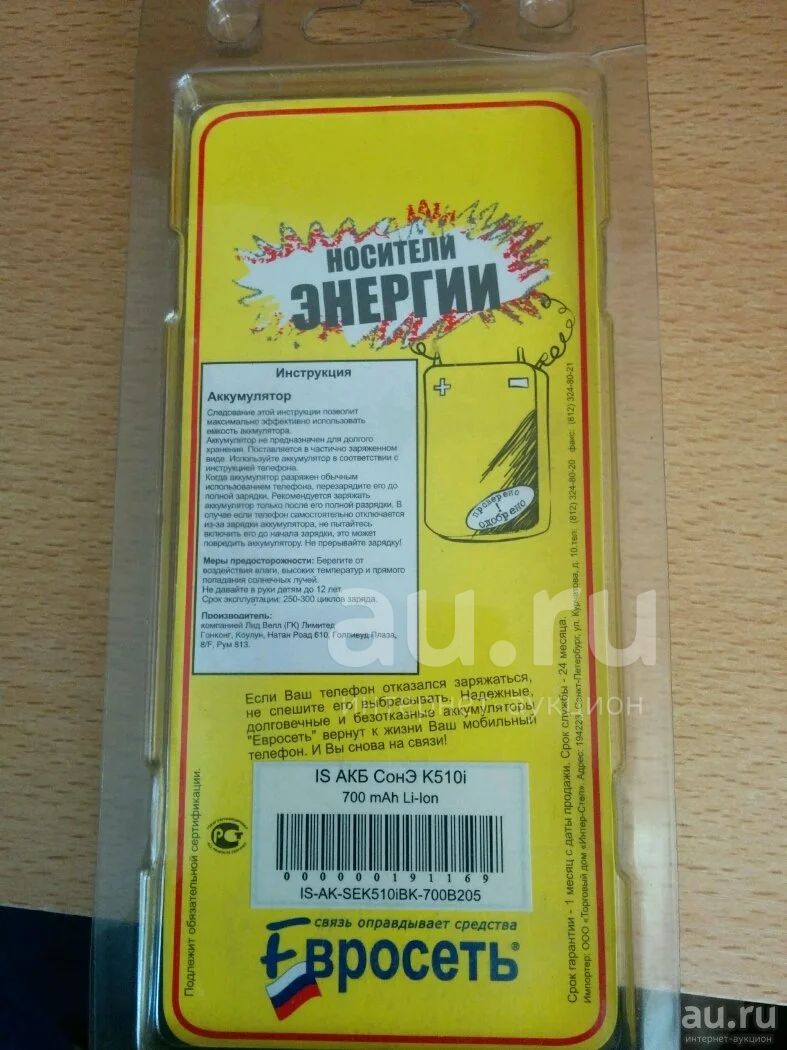 НОСИТЕЛИ
ЭНЕРГИИ
Инструкция
Аккумулятор
Следование этой инструкции позволит
максимально эффективно использовать
емкость аккумулятора.
Аккумулятор не предназначен для долгого
хранения. Поставляется в частично заряженном
виде. Используйте аккумулятор в соответствии с
инструкцией телефона.
Когда аккумулятор разряжен обычным
использованием телефона, перезарядите его до
полной зарядки. Рекомендуется заряжать
аккумулятор только после его полной разрядки. В
случае если телефон самостоятельно отключается
из-за зарядки аккумулятора, не пытайтесь
включить его до начала зарядки, это может
повредить аккумулятору. Не прерывайте зарядку!
Меры предосторожности: Берегите от
воздействия влаги, высоких температур и прямого
попадания солнечных лучей.
Не давайте в руки детям до 12 лет.
Срок эксплуатации: 250-300 циклов заряда.
Производитель:
компанией Лид Велл (ГК) Лимитед
Гонконг, Коулун, Натан Роад 610, Голливуд Плаза,
8/F, Рум 813.
+ -
проверено
!
одобрено
Если Ваш телефон отказался заряжаться,
не спешите его выбрасывать. Надежные,
долговечные и безотказные аккумуляторы
"Евросеть" вернут к жизни Ваш мобильный
телефон. И Вы снова на связи!
IS АКБ СонЭ K510i
700 mAh Li-Ion
0000000191169
IS-AK-SEK510iBK-700B205
РСТ
Подлежит обязательной сертификации.
связь оправдывает средства
Евросеть®
Срок гарантии - 1 месяц с даты продажи. Срок службы - 24 месяца.
Импортер: ООО «Торговый дом «Интер-Степ». Адрес: 194223, Санкт-Петербург, ул. Курчатова, д. 10. тел: (812) 324-80-20 факс: (812) 324-80-21
au.ru
интернет-аукцион
au.ru
интернет-аукцион